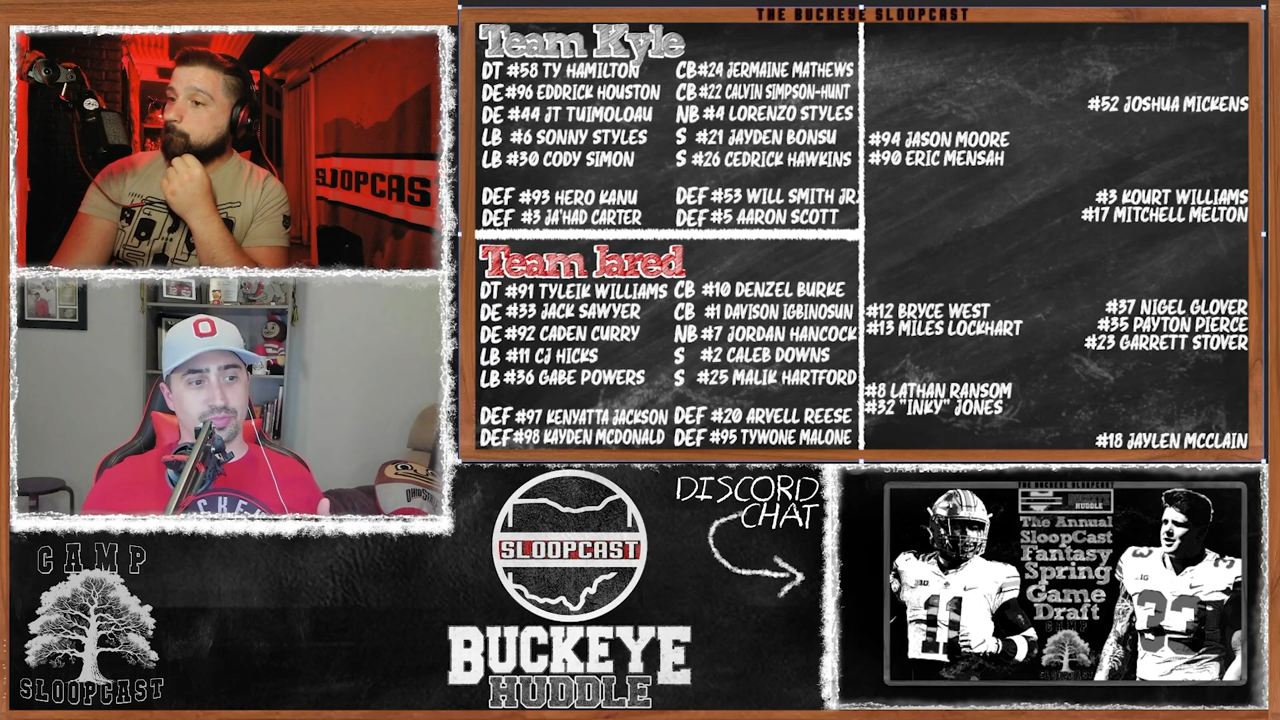 THE BUCKEYE SLOOPCAST
SLOOPCAS
Team Kyle
DT #58 TY HAMILTON
DE #96 EDDRICK HOUSTON
DE #44 JT TUIMOLOAU
LB #6 SONNY STYLES
LB #30 CODY SIMON
DEF #93 HERO KANU
DEF #3 JA'HAD CARTER
CB #24 JERMAINE MATHEWS
CB #22 CALVIN SIMPSON-HUNT
NB #4 LORENZO STYLES
S #21 JAYDEN BONSU
S #26 CEDRICK HAWKINS
DEF #53 WILL SMITH JR.
DEF #5 AARON SCOTT
Team Jared
DT #91 TYLEIK WILLIAMS
DE #33 JACK SAWYER
DE #92 CADEN CURRY
LB #11 CJ HICKS
LB #36 GABE POWERS
DEF #97 KENYATTA JACKSON
DEF #98 KAYDEN MCDONALD
CB #10 DENZEL BURKE
CB #1 DAVISON IGBINOSUN
NB #7 JORDAN HANCOCK
S #2 CALEB DOWNS
S #25 MALIK HARTFORD
DEF #20 ARVELL REESE
DEF #95 TYWONE MALONE
#52 JOSHUA MICKENS
#94 JASON MOORE
#90 ERIC MENSAH
#3 KOURT WILLIAMS
#17 MITCHELL MELTON
#12 BRYCE WEST
#13 MILES LOCKHART
#37 NIGEL GLOVER
#35 PAYTON PIERCE
#23 GARRETT STOVER
#8 LATHAN RANSOM
#32 "INKY" JONES
#18 JAYLEN MCCLAIN
CAMP
SLOOPCAST
SLOOPCAST
BUCKEYE
HUDDLE
DISCORD
CHAT
THE BUCKEYE SLOOPCAST
BUCKEYE
HUDDLE
The Annual
SloopCast
Fantasy
Spring
Game
Draft
CAMP
11
33